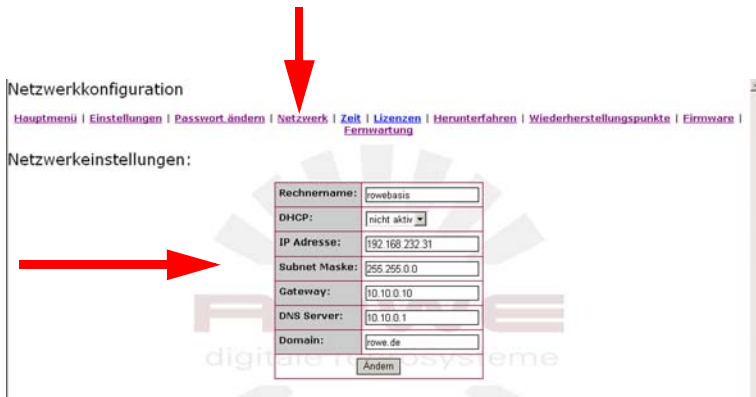 Netzwerkkonfiguration
Hauptmenü | Einstellungen | Passwort ändern | Netzwerk | Zeit | Lizenzen | Herunterfahren | Wiederherstellungspunkte | Firmware |
Fernwartung
Netzwerkeinstellungen:
Rechnername: rowebasis
DHCP: nicht aktiv
IP Adresse: 192.168.232.31
Subnet Maske: 255.255.0.0
Gateway: 10.10.0.10
DNS Server: 10.10.0.1
Domain: rowe.de
Ändern
ROWE
digitale